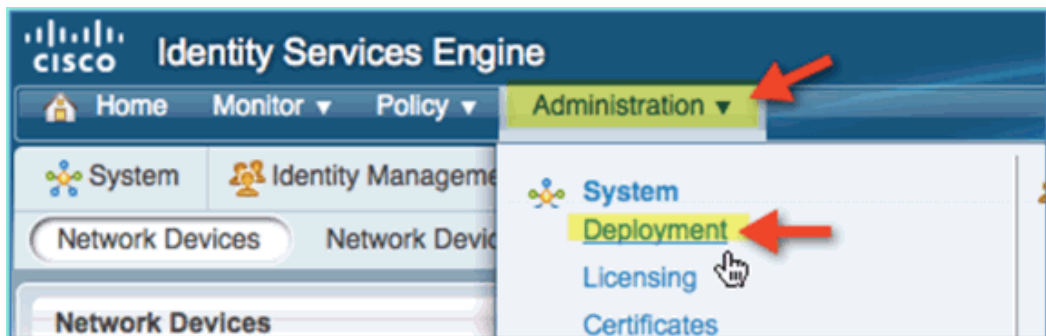 CISCO Identity Services Engine
Home Monitor ▼ Policy ▼ Administration ▼
System Identity Manageme
System
Network Devices Network Devic
Deployment
Licensing
Network Devices
Certificates